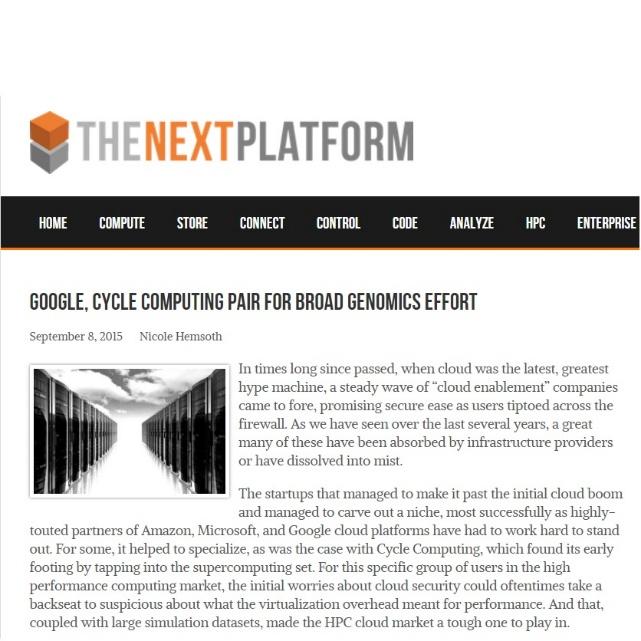 THENEXTPLATFORM
HOME COMPUTE STORE CONNECT CONTROL CODE ANALYZE HPC ENTERPRISE
GOOGLE, CYCLE COMPUTING PAIR FOR BROAD GENOMICS EFFORT
September 8, 2015 Nicole Hemsoth
In times long since passed, when cloud was the latest, greatest
hype machine, a steady wave of “cloud enablement” companies
came to fore, promising secure ease as users tiptoed across the
firewall. As we have seen over the last several years, a great
many of these have been absorbed by infrastructure providers
or have dissolved into mist.
The startups that managed to make it past the initial cloud boom
and managed to carve out a niche, most successfully as highly-
touted partners of Amazon, Microsoft, and Google cloud platforms have had to work hard to stand
out. For some, it helped to specialize, as was the case with Cycle Computing, which found its early
footing by tapping into the supercomputing set. For this specific group of users in the high
performance computing market, the initial worries about cloud security could oftentimes take a
backseat to suspicious about what the virtualization overhead meant for performance. And that,
coupled with large simulation datasets, made the HPC cloud market a tough one to play in.